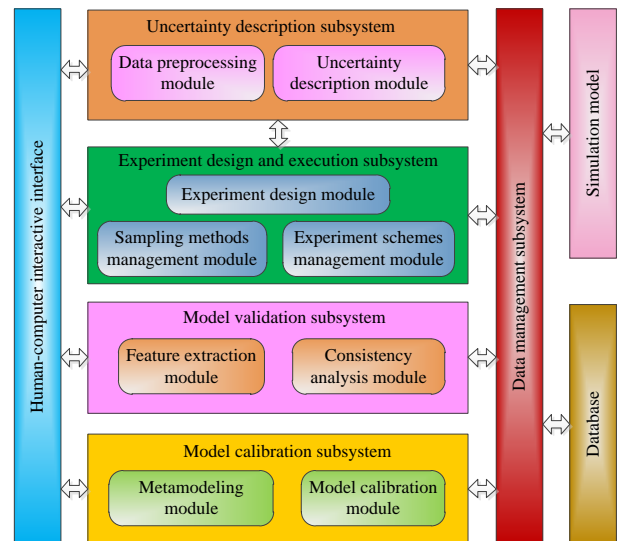 Human-computer interactive interface
Uncertainty description subsystem
Data preprocessing
module
Uncertainty
description module
Experiment design and execution subsystem
Experiment design module
Sampling methods
management module
Experiment schemes
management module
Model validation subsystem
Feature extraction
module
Consistency
analysis module
Model calibration subsystem
Metamodeling
module
Model calibration
module
Data management subsystem
Simulation model
Database